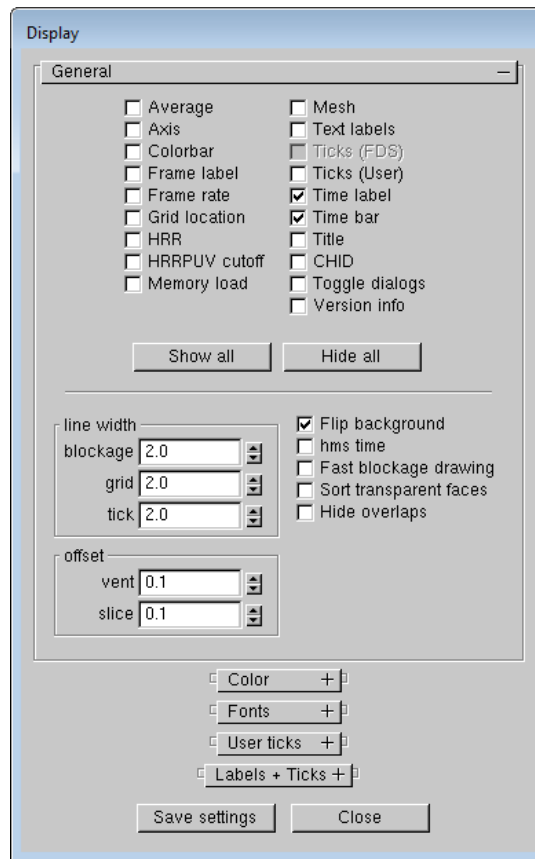 Display
General
Average
Axis
Colorbar
Frame label
Frame rate
Grid location
HRR
HRRPUV cutoff
Memory load
Mesh
Text labels
Ticks (FDS)
Ticks (User)
Time label
Time bar
Title
CHID
Toggle dialogs
Version info
Show all
Hide all
line width
blockage 2.0
grid 2.0
tick 2.0
offset
vent 0.1
slice 0.1
Flip background
hms time
Fast blockage drawing
Sort transparent faces
Hide overlaps
Color +
Fonts +
User ticks +
Labels + Ticks +
Save settings
Close